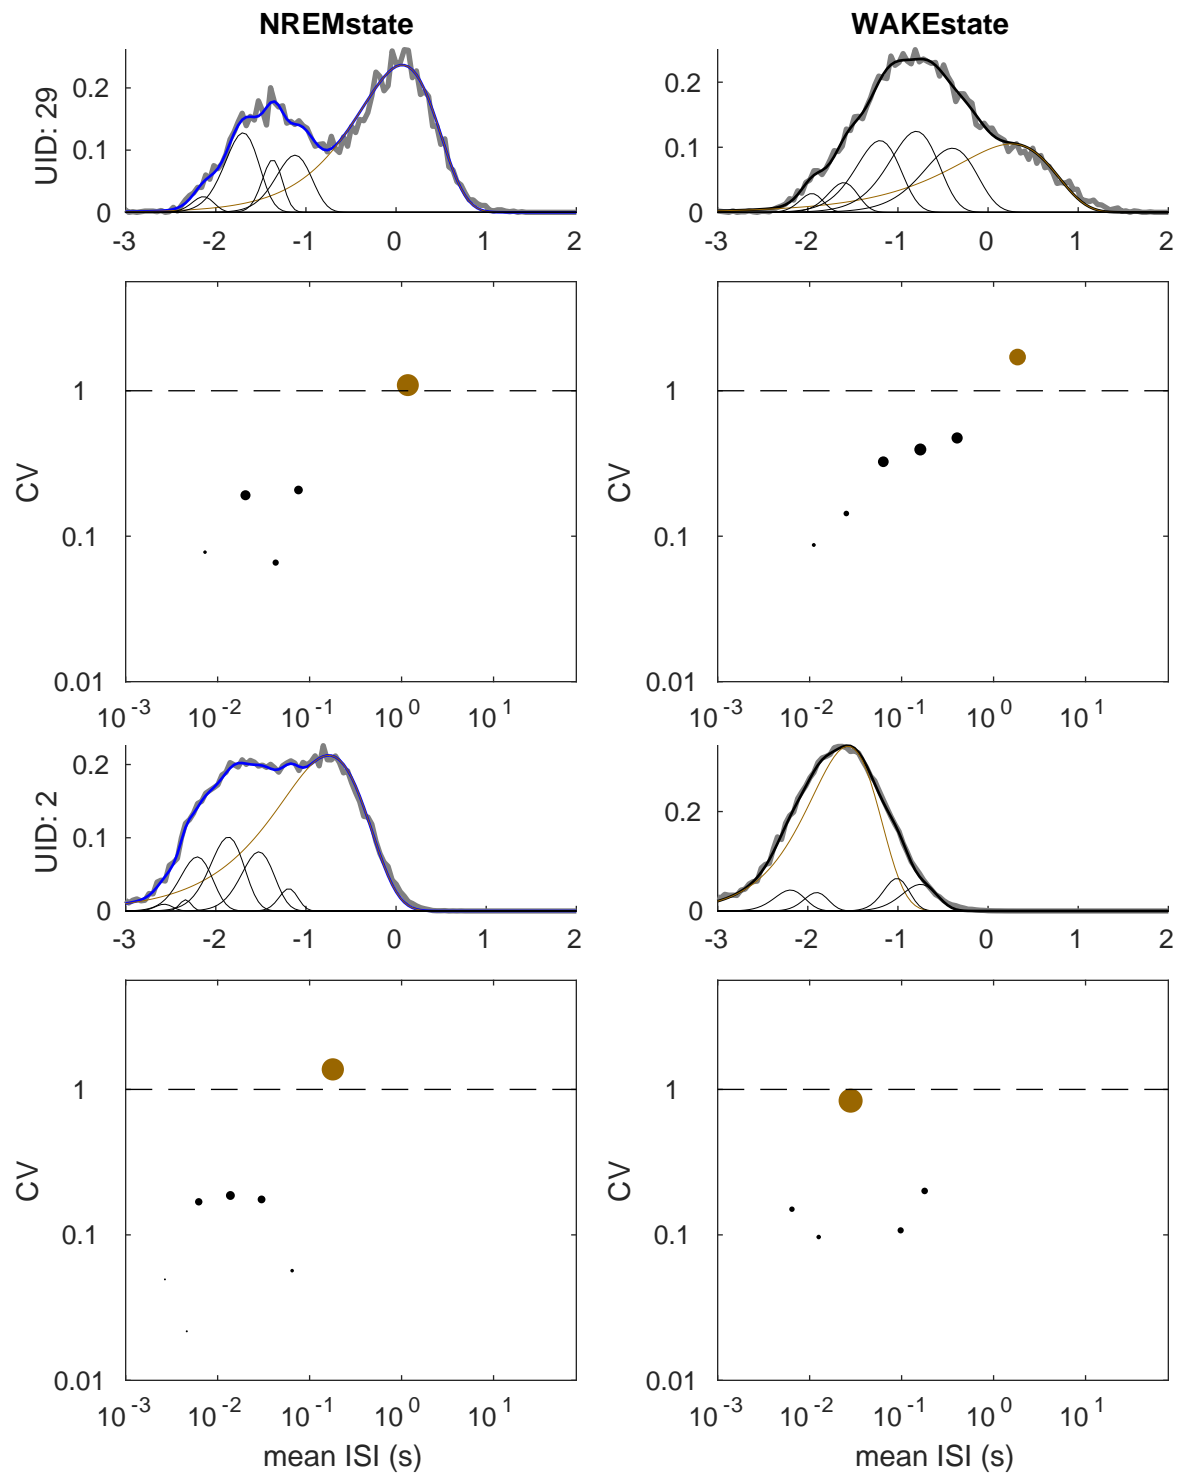 NREMstate WAKEstate
UID: 29
0.2 0.2
0.1 0.1
0 0
-3 -2 -1 0 1 2 -3 -2 -1 0 1 2
CV CV
1 1
0.1 0.1
0.01 0.01
10^-3 10^-2 10^-1 10^0 10^1 10^-3 10^-2 10^-1 10^0 10^1
UID: 2
0.2 0.2
0.1
0 0
-3 -2 -1 0 1 2 -3 -2 -1 0 1 2
CV CV
1 1
0.1 0.1
0.01 0.01
10^-3 10^-2 10^-1 10^0 10^1 10^-3 10^-2 10^-1 10^0 10^1
mean ISI (s) mean ISI (s)